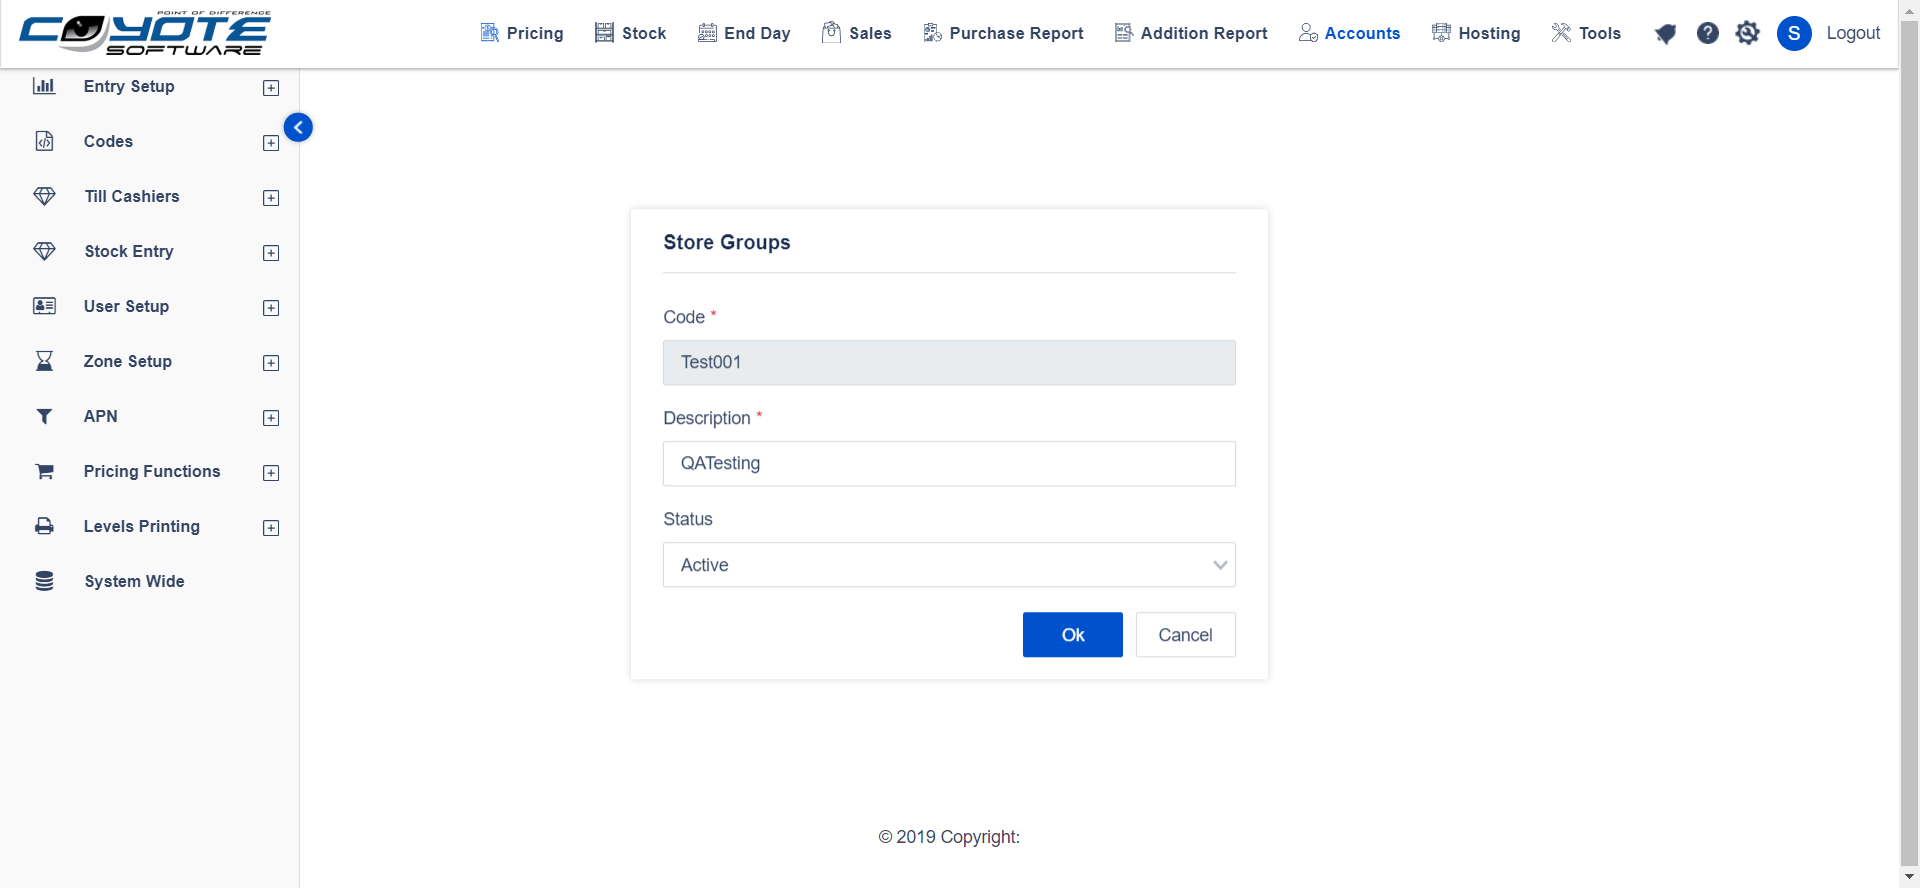 POINT OF DIFFERENCE
COYOTE
SOFTWARE
Pricing
Stock
End Day
Sales
Purchase Report
Addition Report
Accounts
Hosting
Tools
S
Logout
Entry Setup
Codes
Till Cashiers
Stock Entry
User Setup
Zone Setup
APN
Pricing Functions
Levels Printing
System Wide
Store Groups
Code *
Test001
Description *
QATesting
Status
Active
Ok
Cancel
© 2019 Copyright: